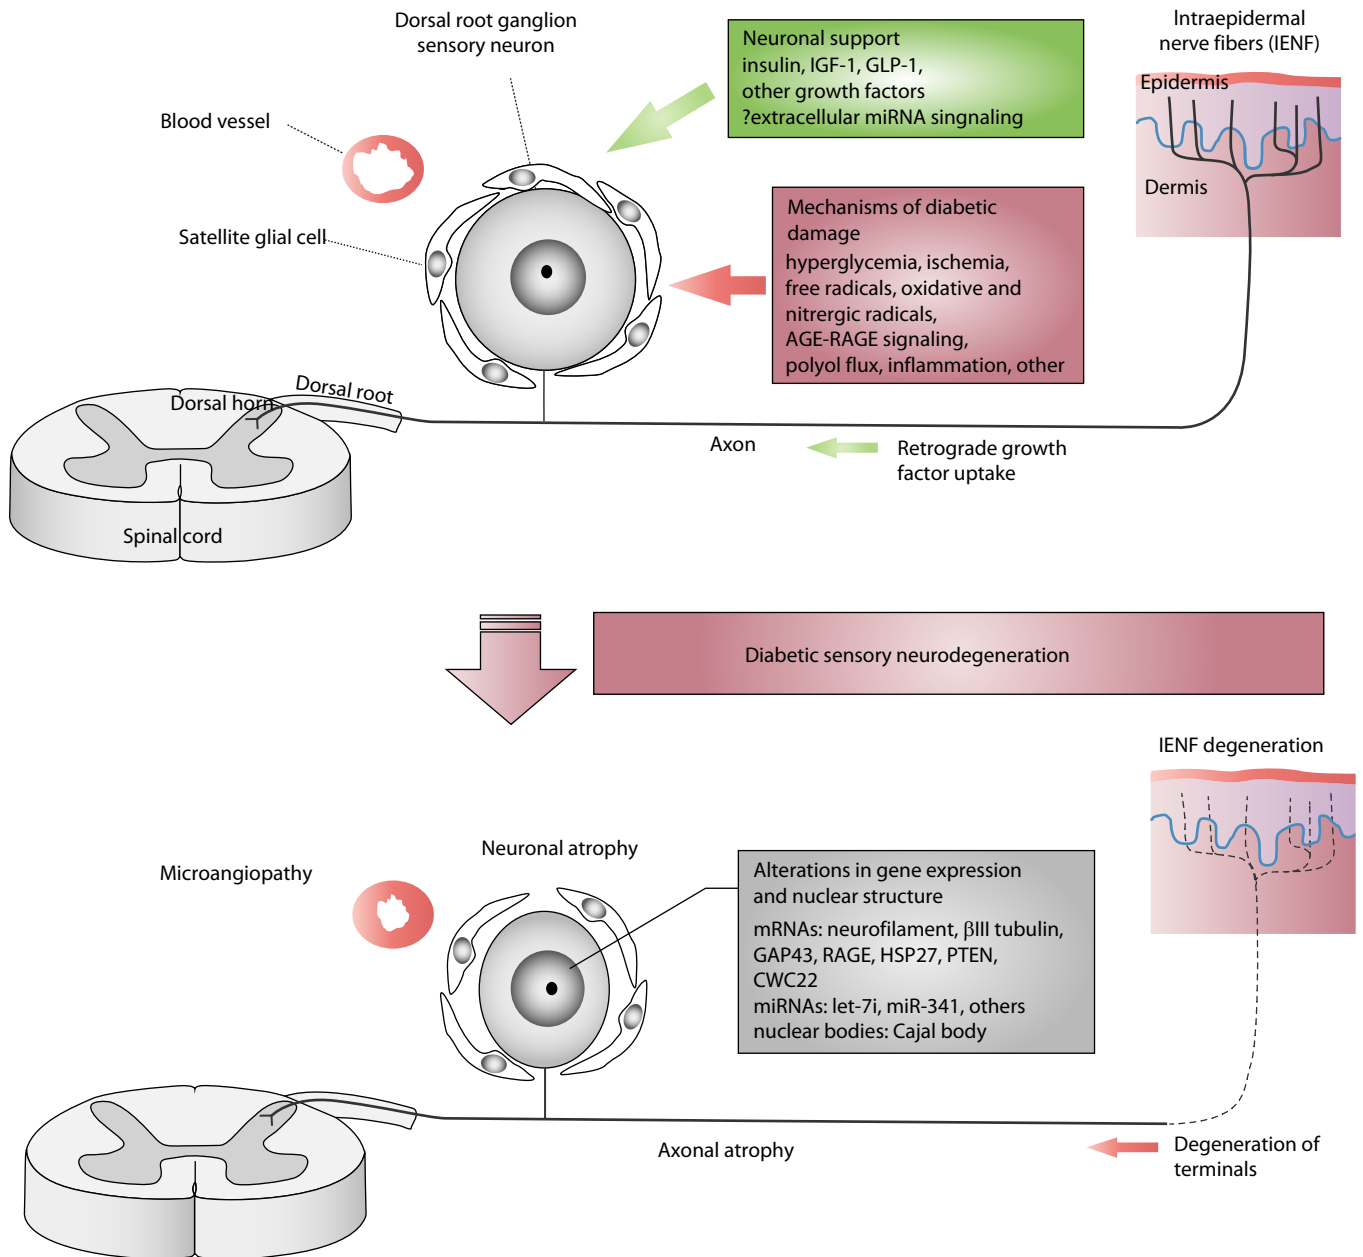 Dorsal root ganglion
sensory neuron
Neuronal support
insulin, IGF-1, GLP-1,
other growth factors
?extracellular miRNA singnaling
Intraepidermal
nerve fibers (IENF)
Epidermis
Dermis
Blood vessel
Satellite glial cell
Mechanisms of diabetic
damage
hyperglycemia, ischemia,
free radicals, oxidative and
nitrergic radicals,
AGE-RAGE signaling,
polyol flux, inflammation, other
Dorsal root
Dorsal horn
Axon
Retrograde growth
factor uptake
Spinal cord
Diabetic sensory neurodegeneration
IENF degeneration
Neuronal atrophy
Microangiopathy
Alterations in gene expression
and nuclear structure
mRNAs: neurofilament, βIII tubulin,
GAP43, RAGE, HSP27, PTEN,
CWC22
miRNAs: let-7i, miR-341, others
nuclear bodies: Cajal body
Axonal atrophy
Degeneration of
terminals